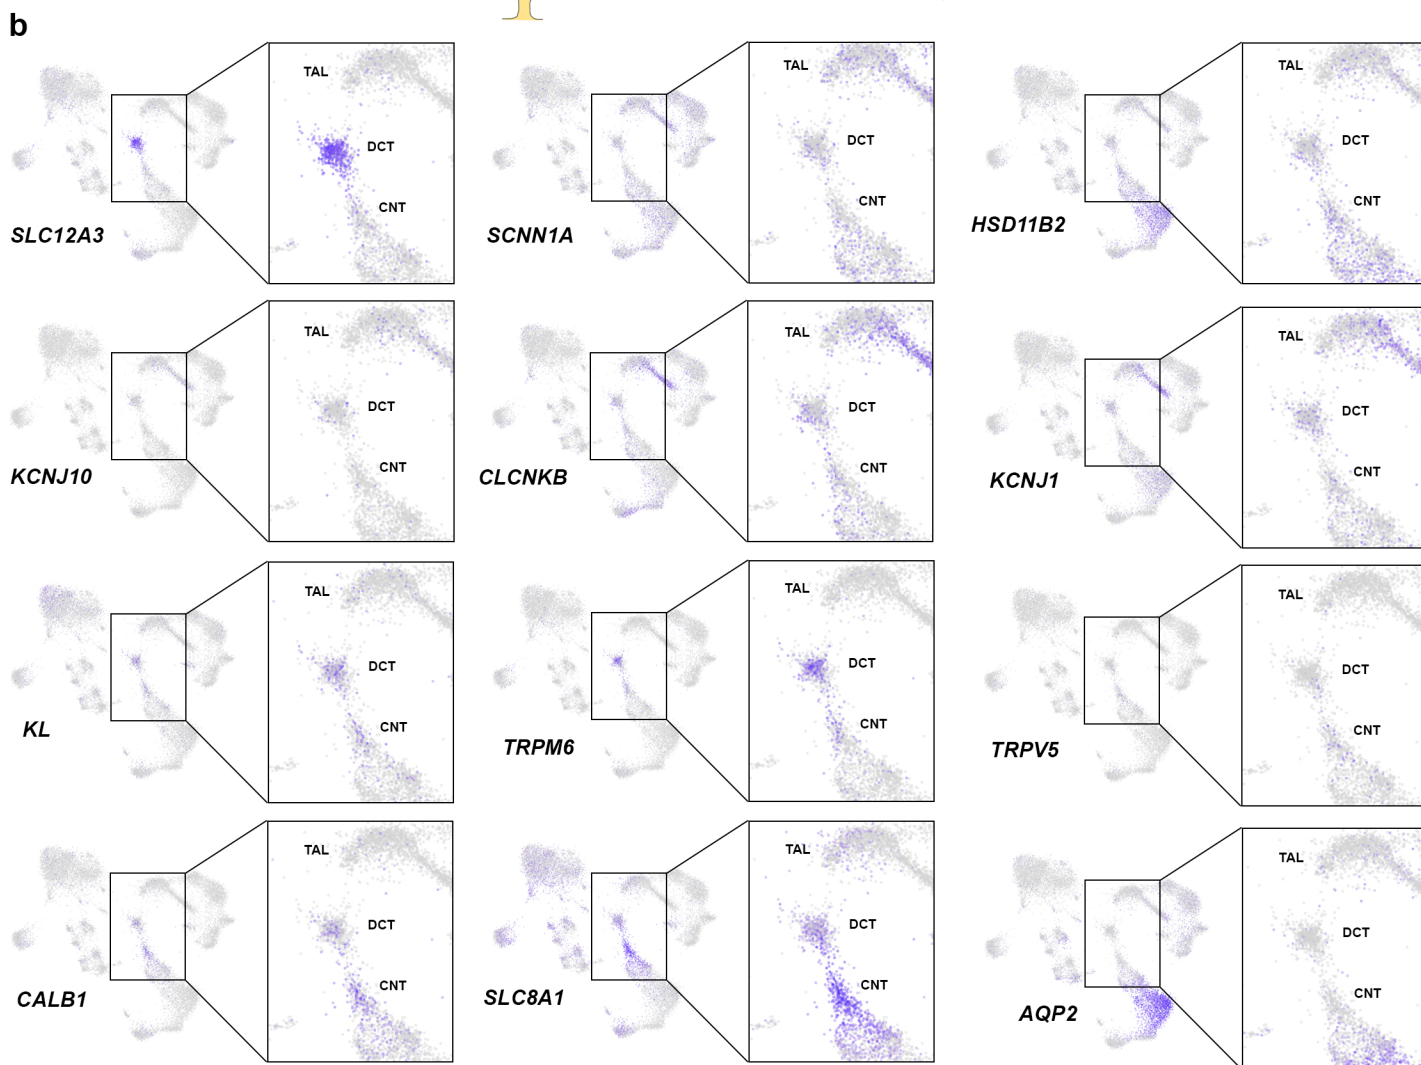 b
TAL
DCT
CNT
SLC12A3
TAL
DCT
CNT
SCNN1A
TAL
DCT
CNT
HSD11B2
TAL
DCT
CNT
KCNJ10
TAL
DCT
CNT
CLCNKB
TAL
DCT
CNT
KCNJ1
TAL
DCT
CNT
KL
TAL
DCT
CNT
TRPM6
TAL
DCT
CNT
TRPV5
TAL
DCT
CNT
CALB1
TAL
DCT
CNT
SLC8A1
TAL
DCT
CNT
AQP2